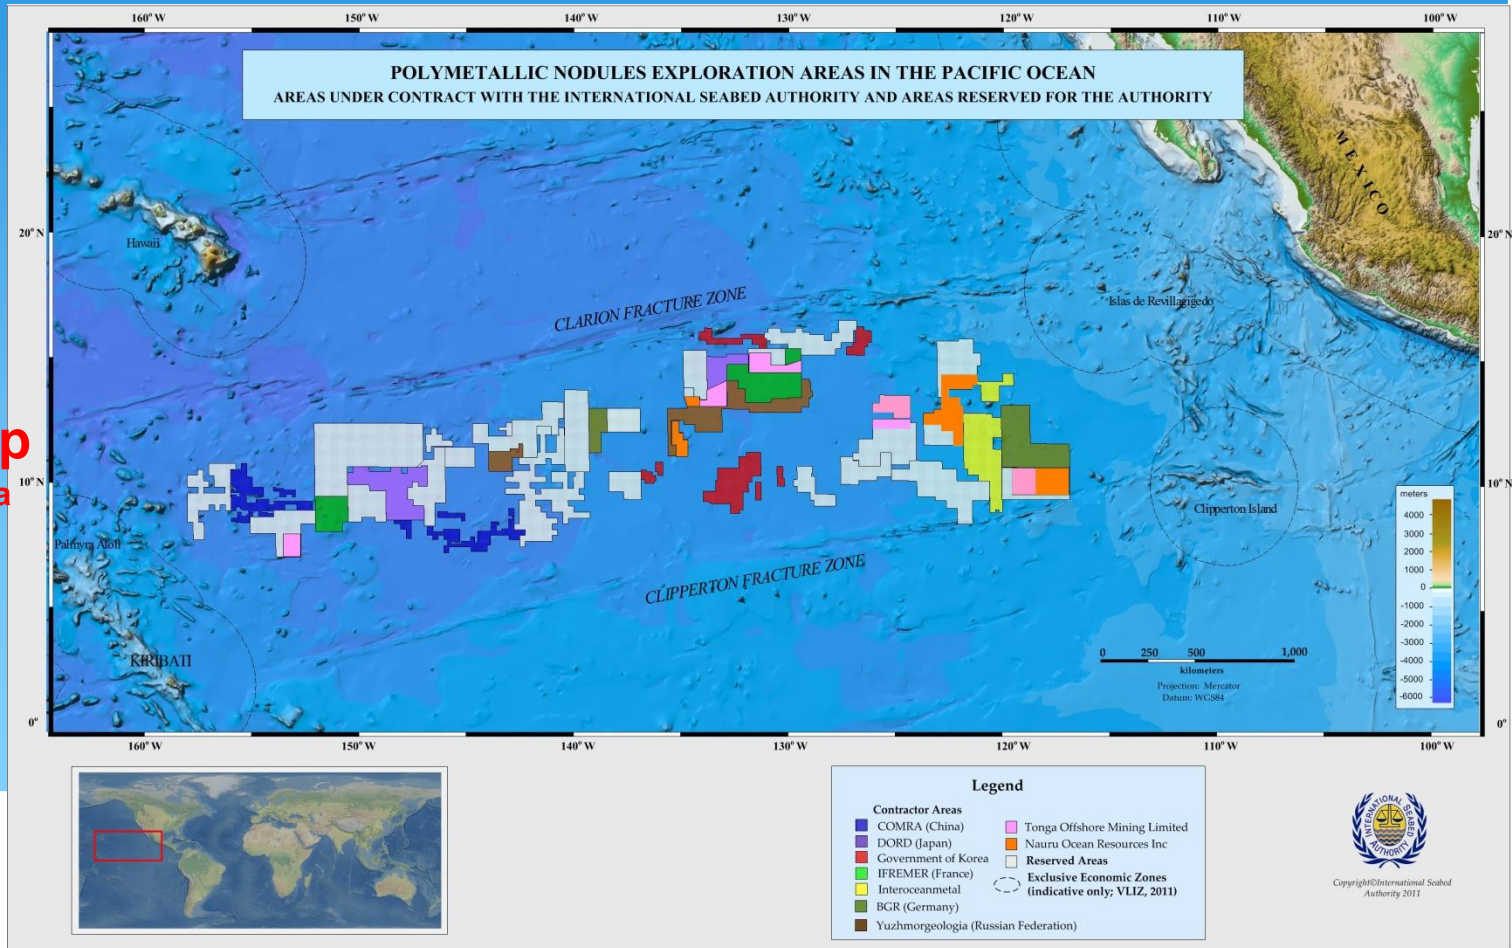 160° W 150° W 140° W 130° W 120° W 110° W 100° W
POLYMETALLIC NODULES EXPLORATION AREAS IN THE PACIFIC OCEAN
AREAS UNDER CONTRACT WITH THE INTERNATIONAL SEABED AUTHORITY AND AREAS RESERVED FOR THE AUTHORITY
MEXICO
20° N
20° N
Hawaii
CLARION FRACTURE ZONE
Islas de Revillagigedo
p
a
10° N
10° N
Clipperton Island
Palmyra Atoll
CLIPPERTON FRACTURE ZONE
KIRIBATI
meters
4000
3000
2000
1000
0
-1000
-2000
-3000
-4000
-5000
-6000
0 250 500 1,000
kilometers
Projection: Mercator
Datum: WGS84
0°
0°
160° W 150° W 140° W 130° W 120° W 110° W 100° W
Legend
Contractor Areas
COMRA (China)
DORD (Japan)
Government of Korea
IFREMER (France)
Interoceanmetal
BGR (Germany)
Yuzhmorgeologia (Russian Federation)
Tonga Offshore Mining Limited
Nauru Ocean Resources Inc
Reserved Areas
Exclusive Economic Zones
(indicative only; VLIZ, 2011)
INTERNATIONAL SEABED AUTHORITY
Copyright©International Seabed
Authority 2011